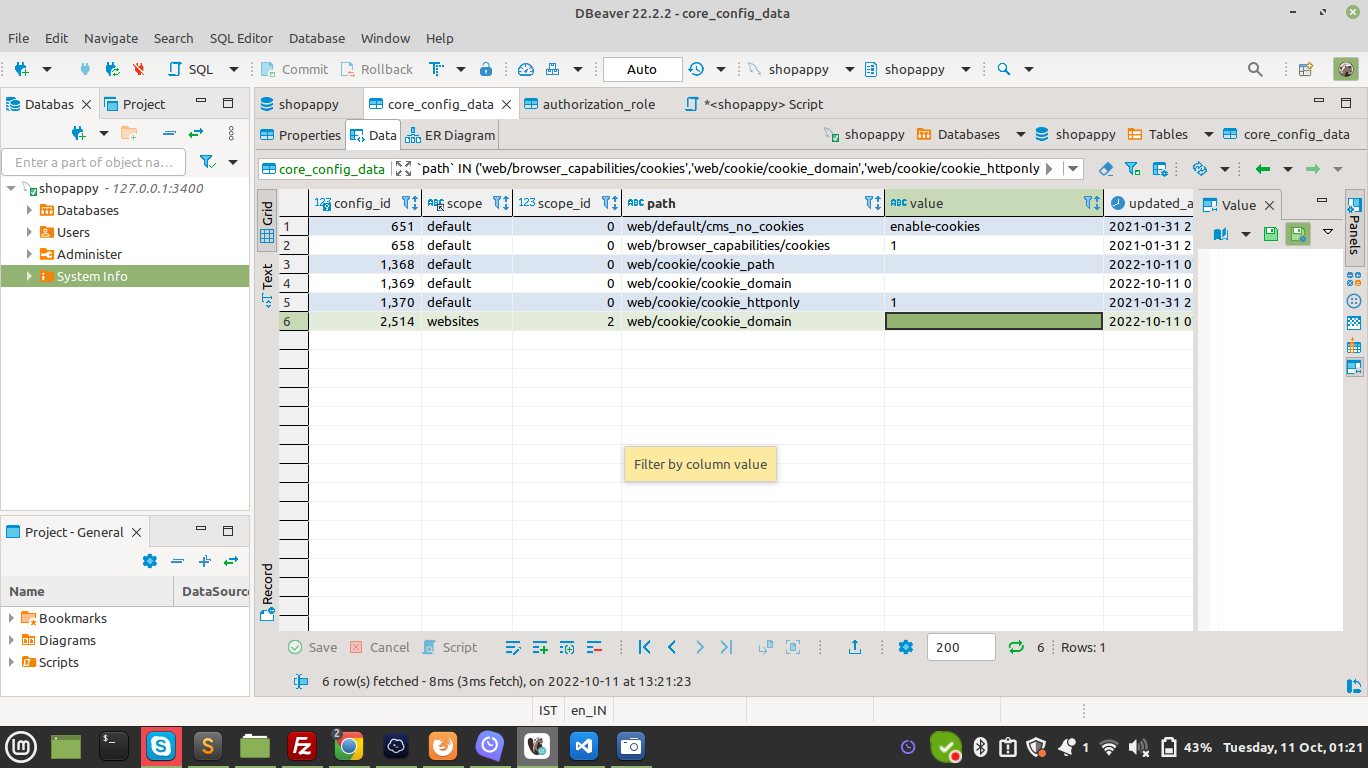 DBeaver 22.2.2 - core_config_data
File Edit Navigate Search SQL Editor Database Window Help
SQL Commit Rollback Auto shopappy shopappy
Databas Project
shopappy core_config_data authorization_role *<shopappy> Script
Properties Data ER Diagram shopappy Databases shopappy Tables core_config_data
Enter a part of object na...
core_config_data `path` IN ('web/browser_capabilities/cookies','web/cookie/cookie_domain','web/cookie/cookie_httponly
shopappy - 127.0.0.1:3400
Databases
Users
Administer
System Info
Grid
Text
Record
123 config_id ABC scope 123 scope_id ABC path ABC value updated_a
1 651 default 0 web/default/cms_no_cookies enable-cookies 2021-01-31 2
2 658 default 0 web/browser_capabilities/cookies 1 2021-01-31 2
3 1,368 default 0 web/cookie/cookie_path 2022-10-11 0
4 1,369 default 0 web/cookie/cookie_domain 2022-10-11 0
5 1,370 default 0 web/cookie/cookie_httponly 1 2021-01-31 2
6 2,514 websites 2 web/cookie/cookie_domain 2022-10-11 0
Value
Panels
Filter by column value
Project - General
Name DataSource
Bookmarks
Diagrams
Scripts
Save Cancel Script 200 6 Rows: 1
6 row(s) fetched - 8ms (3ms fetch), on 2022-10-11 at 13:21:23
IST en_IN
2 1 43% Tuesday, 11 Oct, 01:21